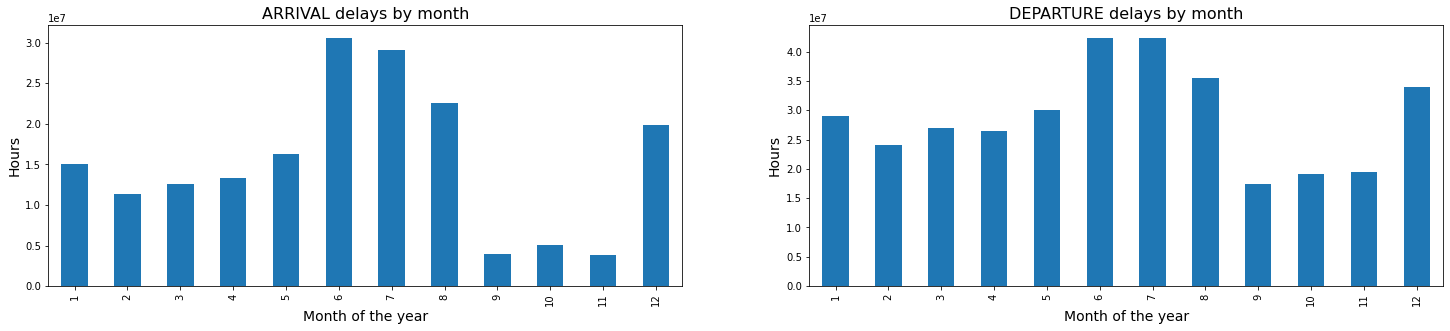 ARRIVAL delays by month
1e7
3.0
2.5
2.0
1.5
1.0
0.5
0.0
Hours
1 2 3 4 5 6 7 8 9 10 11 12
Month of the year
DEPARTURE delays by month
1e7
4.0
3.5
3.0
2.5
2.0
1.5
1.0
0.5
0.0
Hours
1 2 3 4 5 6 7 8 9 10 11 12
Month of the year